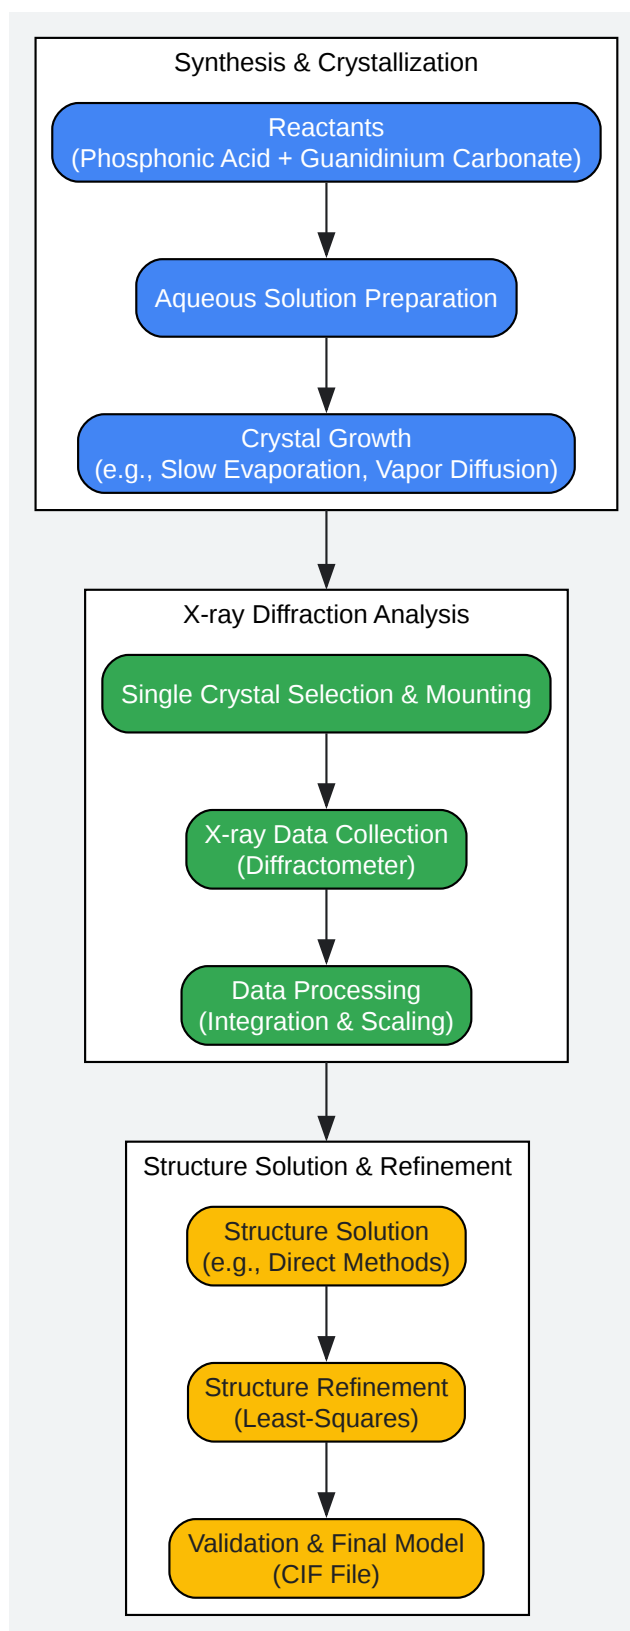 Synthesis & Crystallization
Reactants
(Phosphonic Acid + Guanidinium Carbonate)
Aqueous Solution Preparation
Crystal Growth
(e.g., Slow Evaporation, Vapor Diffusion)
X-ray Diffraction Analysis
Single Crystal Selection & Mounting
X-ray Data Collection
(Diffractometer)
Data Processing
(Integration & Scaling)
Structure Solution & Refinement
Structure Solution
(e.g., Direct Methods)
Structure Refinement
(Least-Squares)
Validation & Final Model
(CIF File)